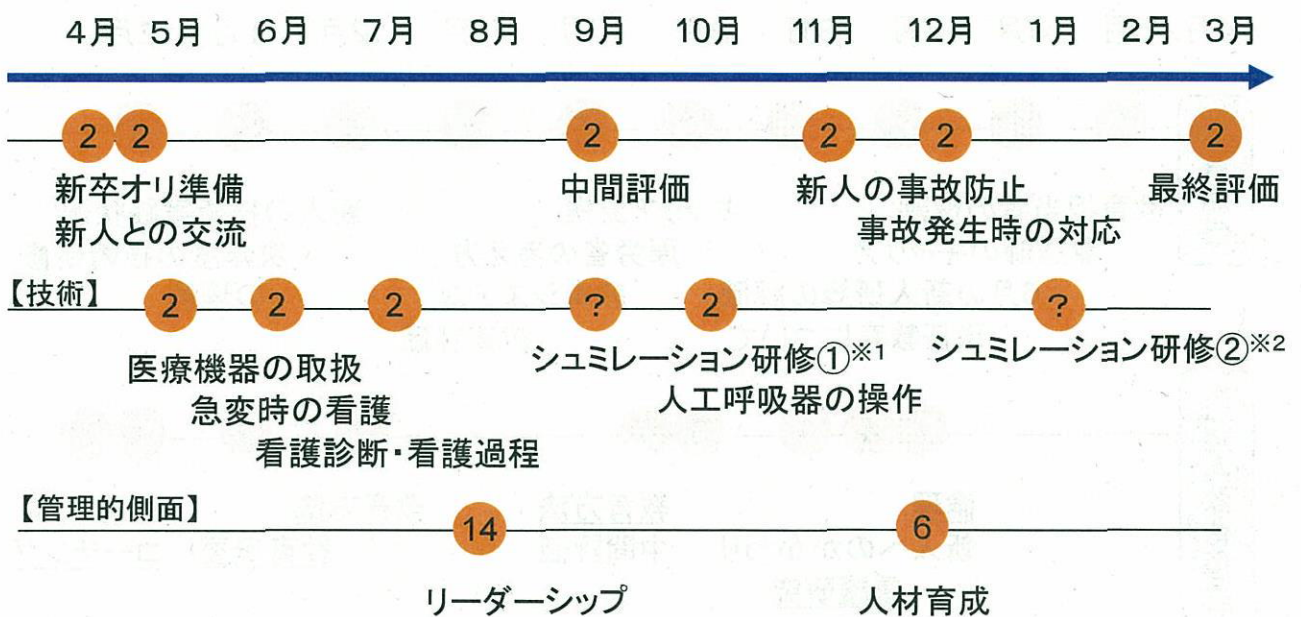 4月 5月 6月 7月 8月 9月 10月 11月 12月 1月 2月 3月
2 2 2 2 2 2
新卒オリ準備 中間評価 新人の事故防止 最終評価
新人との交流 事故発生時の対応
【技術】 2 2 2 ? 2 ?
医療機器の取扱 シュミレーション研修①※1 シュミレーション研修②※2
急変時の看護 人工呼吸器の操作
看護診断・看護過程
【管理的側面】
14 6
リーダーシップ 人材育成